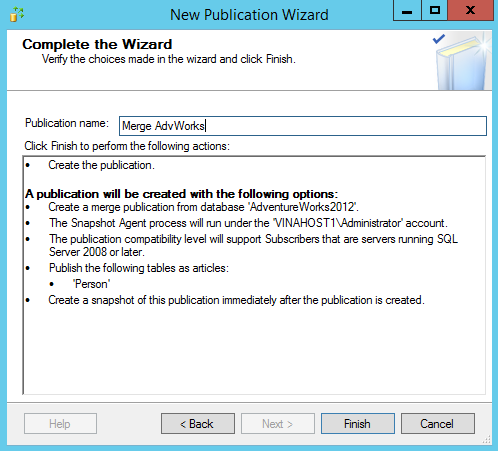 New Publication Wizard
Complete the Wizard
Verify the choices made in the wizard and click Finish.
Publication name: Merge AdvWorks
Click Finish to perform the following actions:
• Create the publication.
A publication will be created with the following options:
• Create a merge publication from database 'AdventureWorks2012'.
• The Snapshot Agent process will run under the 'VINAHOST1\Administrator' account.
• The publication compatibility level will support Subscribers that are servers running SQL
Server 2008 or later.
• Publish the following tables as articles:
• 'Person'
• Create a snapshot of this publication immediately after the publication is created.
Help < Back Next > Finish Cancel